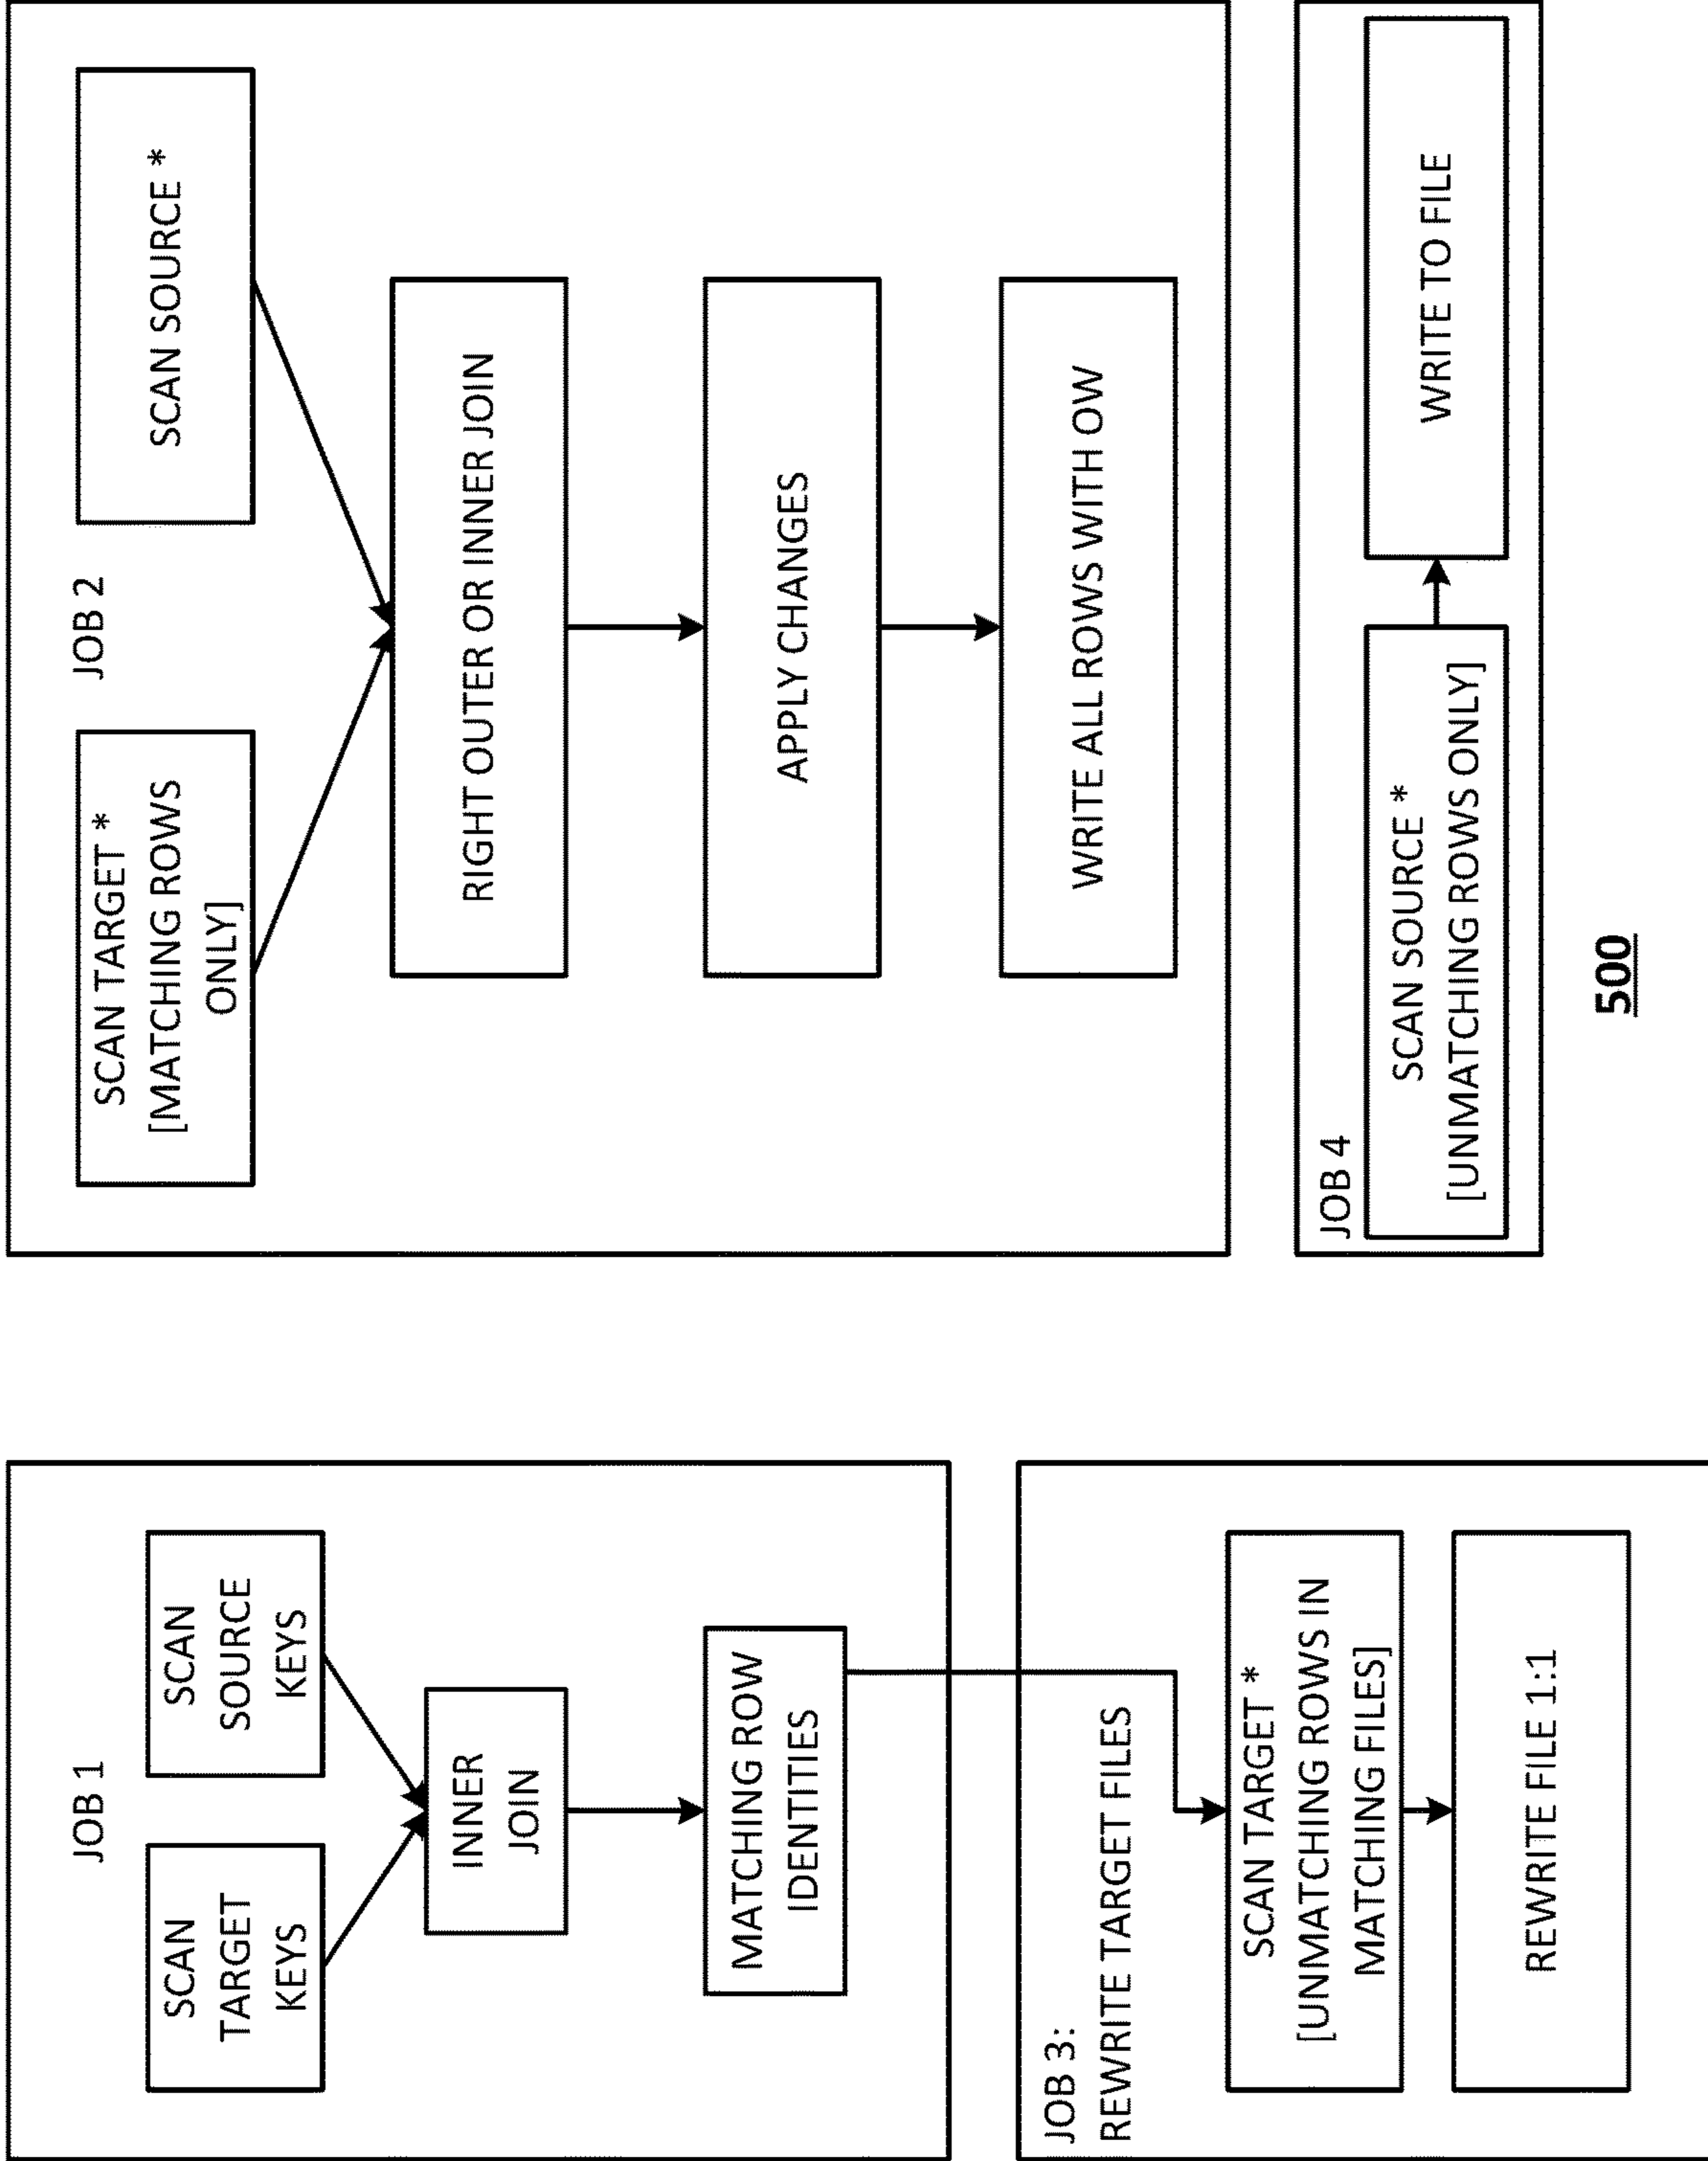 JOB 1
SCAN
TARGET
KEYS
SCAN
SOURCE
KEYS
INNER
JOIN
MATCHING ROW
IDENTITIES
JOB 2
SCAN TARGET *
[MATCHING ROWS
ONLY]
SCAN SOURCE *
RIGHT OUTER OR INNER JOIN
APPLY CHANGES
WRITE ALL ROWS WITH OW
JOB 3:
REWRITE TARGET FILES
SCAN TARGET *
[UNMATCHING ROWS IN
MATCHING FILES]
REWRITE FILE 1:1
JOB 4
SCAN SOURCE *
[UNMATCHING ROWS ONLY]
WRITE TO FILE
500